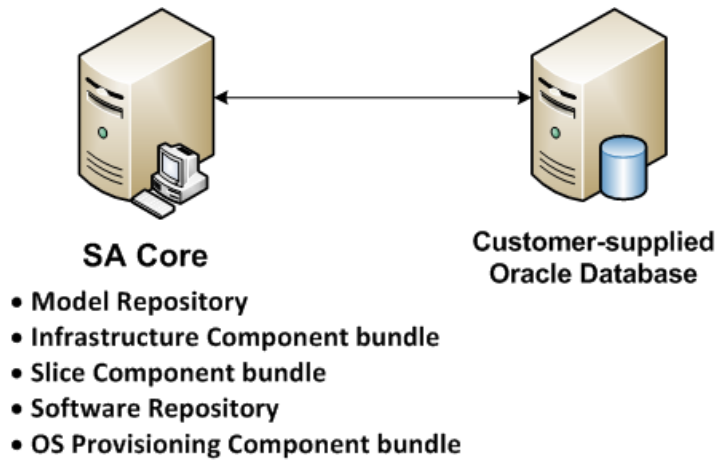 SA Core
• Model Repository
• Infrastructure Component bundle
• Slice Component bundle
• Software Repository
• OS Provisioning Component bundle
Customer-supplied
Oracle Database